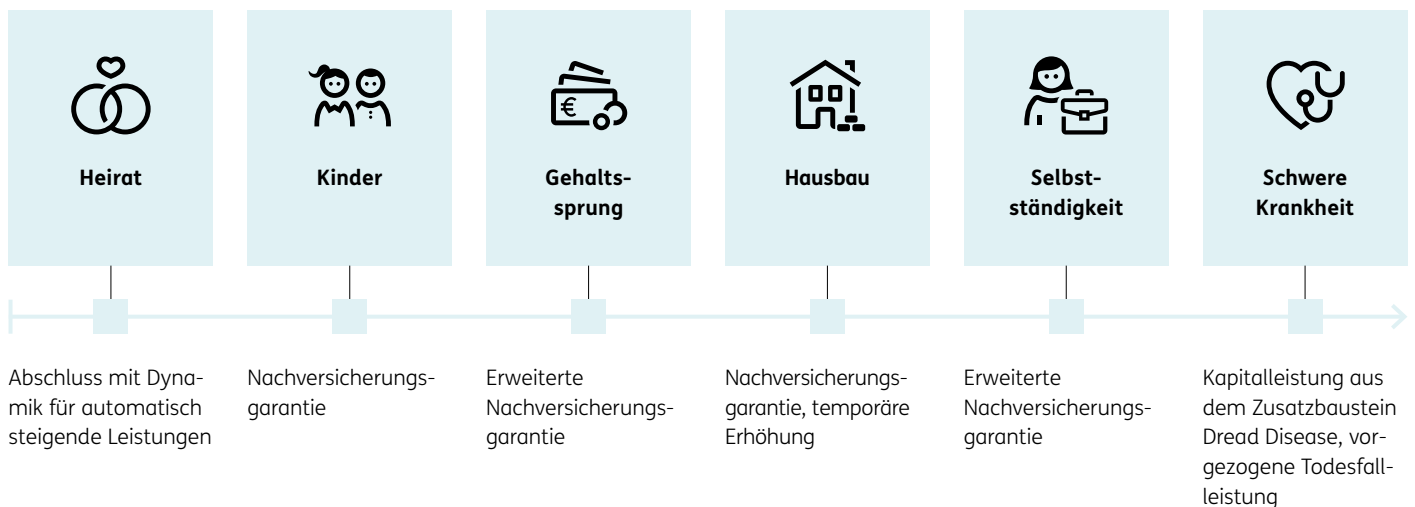 Heirat
Kinder
Gehalts-
sprung
Hausbau
Selbst-
ständigkeit
Schwere
Krankheit
€
Abschluss mit Dyna-
mik für automatisch
steigende Leistungen
Nachversicherungs-
garantie
Erweiterte
Nachversicherungs-
garantie
Nachversicherungs-
garantie, temporäre
Erhöhung
Erweiterte
Nachversicherungs-
garantie
Kapitalleistung aus
dem Zusatzbaustein
Dread Disease, vor-
gezogene Todesfall-
leistung